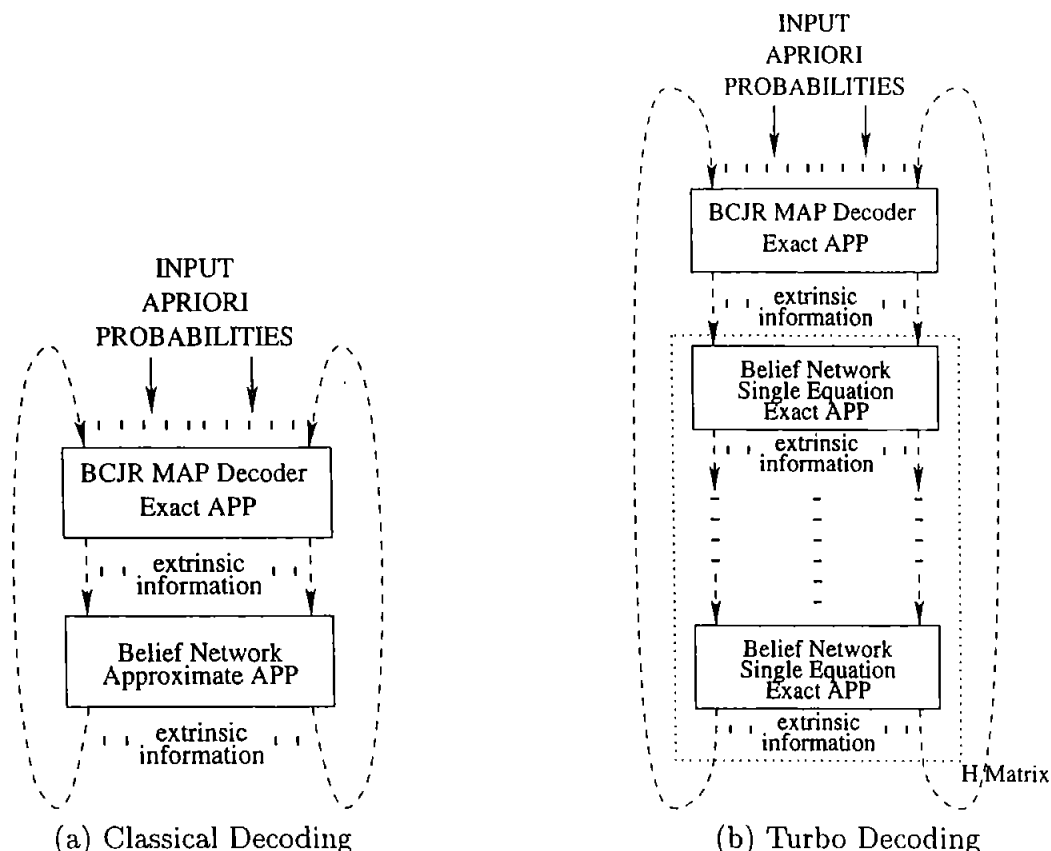 INPUT
APRIORI
PROBABILITIES
BCJR MAP Decoder
Exact APP
extrinsic
information
Belief Network
Approximate APP
extrinsic
information
(a) Classical Decoding
INPUT
APRIORI
PROBABILITIES
BCJR MAP Decoder
Exact APP
extrinsic
information
Belief Network
Single Equation
Exact APP
extrinsic
information
Belief Network
Single Equation
Exact APP
extrinsic
information
H Matrix
(b) Turbo Decoding